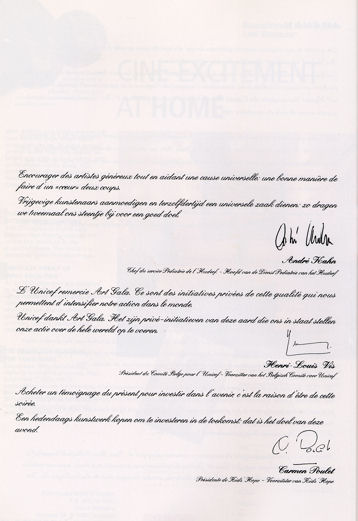 CINE-EXCITEMENT
AT HOME
Encourager des artistes généreux tout en aidant une cause universelle: une bonne manière de
faire d'un «cœur» deux coups.
Vrijgevige kunstenaars aanmoedigen en terzelfdertijd een universele zaak dienen: zo dragen
we tweemaal ons steentje bij voor een goed doel.
André Kahn
Chef de service Pédiatrie de l'Huderf - Hoofd van de Dienst Pediatrie van het Huderf
L'Unicef remercie Art Gala. Ce sont des initiatives privées de cette qualité qui nous
permettent d'intensifier notre action dans le monde.
Unicef dankt Art Gala. Het zijn privé-initiatieven van deze aard die ons in staat stellen
onze actie over de hele wereld op te voeren.
Henri-Louis Vis
Président du Comité Belge pour l'Unicef - Voorzitter van het Belgisch Comité voor Unicef
Acheter un témoignage du présent pour investir dans l'avenir c'est la raison d'être de cette
soirée.
Een hedendaags kunstwerk kopen om te investeren in de toekomst: dat is het doel van deze
avond.
Carmen Poulet
Présidente de Kids Hope - Voorzitster van Kids Hope